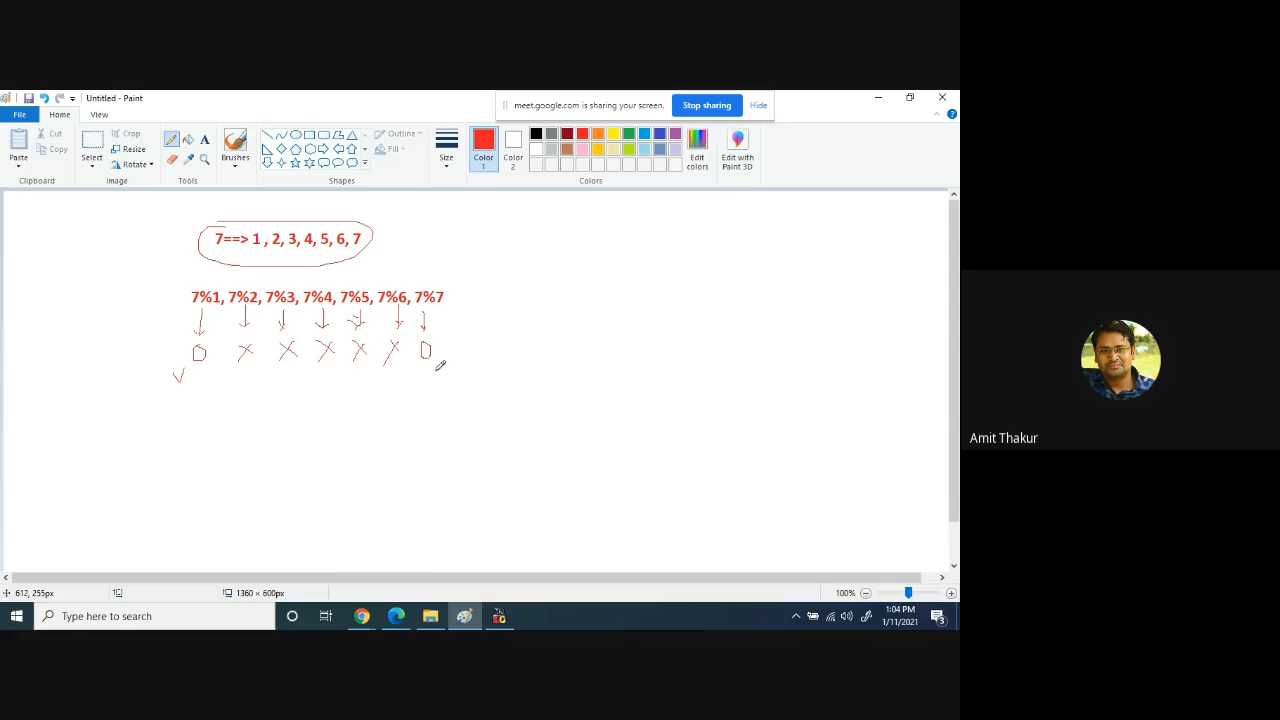 Untitled - Paint
meet.google.com is sharing your screen.
Stop sharing
Hide
File
Home
View
Paste
Cut
Copy
Clipboard
Select
Crop
Resize
Rotate
Image
A
Tools
Brushes
Outline
Fill
Shapes
Size
Color 1
Color 2
Edit colors
Colors
Edit with Paint 3D
7==> 1 , 2, 3, 4, 5, 6, 7
7%1, 7%2, 7%3, 7%4, 7%5, 7%6, 7%7
0 X X X X X 0
Amit Thakur
612, 255px
1360 × 600px
100%
Type here to search
1:04 PM
1/11/2021
3